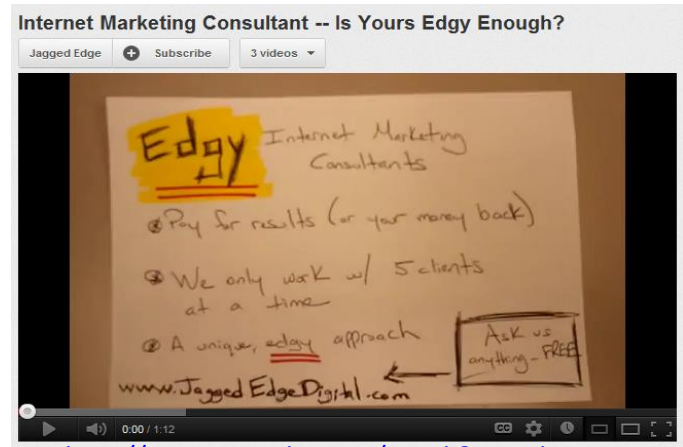 Internet Marketing Consultant -- Is Yours Edgy Enough?
Jagged Edge Subscribe 3 videos
Edgy Internet Marketing
Consultants
Pay for results (or your money back)
We only work w/ 5 clients
at a time
A unique, edgy approach
Ask us
anything - FREE
www.JaggedEdgeDigital.com
0:00 / 1:12
CC